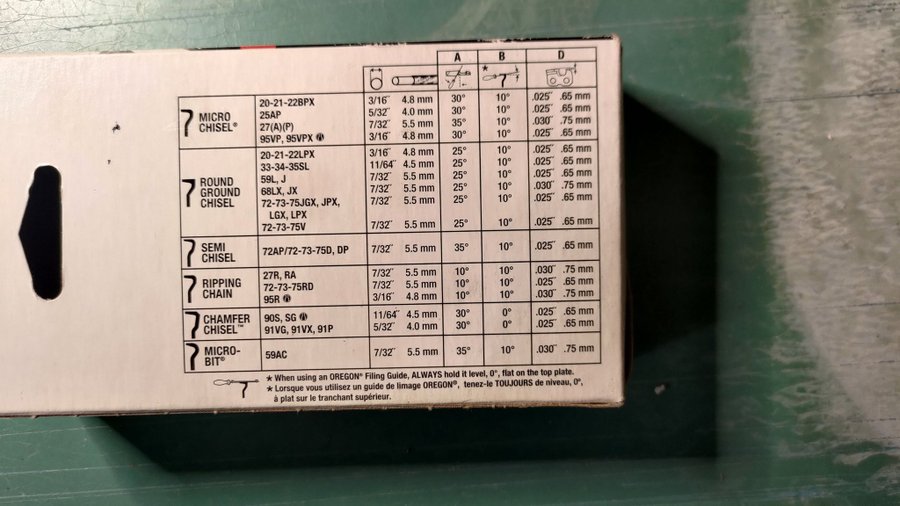 A B D
*
MICRO CHISEL®
20-21-22BPX 3/16" 4.8 mm 30° 10° .025" .65 mm
25AP 5/32" 4.0 mm 30° 10° .025" .65 mm
27(A)(P) 7/32" 5.5 mm 35° 10° .030" .75 mm
95VP, 95VPX 3/16" 4.8 mm 30° 10° .025" .65 mm
ROUND GROUND CHISEL
20-21-22LPX 3/16" 4.8 mm 25° 10° .025" .65 mm
33-34-35SL 11/64" 4.5 mm 25° 10° .025" .65 mm
59L, J 7/32" 5.5 mm 25° 10° .025" .65 mm
68LX, JX 7/32" 5.5 mm 25° 10° .030" .75 mm
72-73-75JGX, JPX, 7/32" 5.5 mm 25° 10° .025" .65 mm
LGX, LPX
72-73-75V 7/32" 5.5 mm 25° 10° .025" .65 mm
SEMI CHISEL
72AP/72-73-75D, DP 7/32" 5.5 mm 35° 10° .025" .65 mm
RIPPING CHAIN
27R, RA 7/32" 5.5 mm 10° 10° .030" .75 mm
72-73-75RD 7/32" 5.5 mm 10° 10° .025" .65 mm
95R 3/16" 4.8 mm 10° 10° .030" .75 mm
CHAMFER CHISEL™
90S, SG 11/64" 4.5 mm 30° 0° .025" .65 mm
91VG, 91VX, 91P 5/32" 4.0 mm 30° 0° .025" .65 mm
MICRO-BIT®
59AC 7/32" 5.5 mm 35° 10° .030" .75 mm
* When using an OREGON® Filing Guide, ALWAYS hold it level, 0°, flat on the top plate.
* Lorsque vous utilisez un guide de limage OREGON®, tenez-le TOUJOURS de niveau, 0°,
à plat sur le tranchant supérieur.